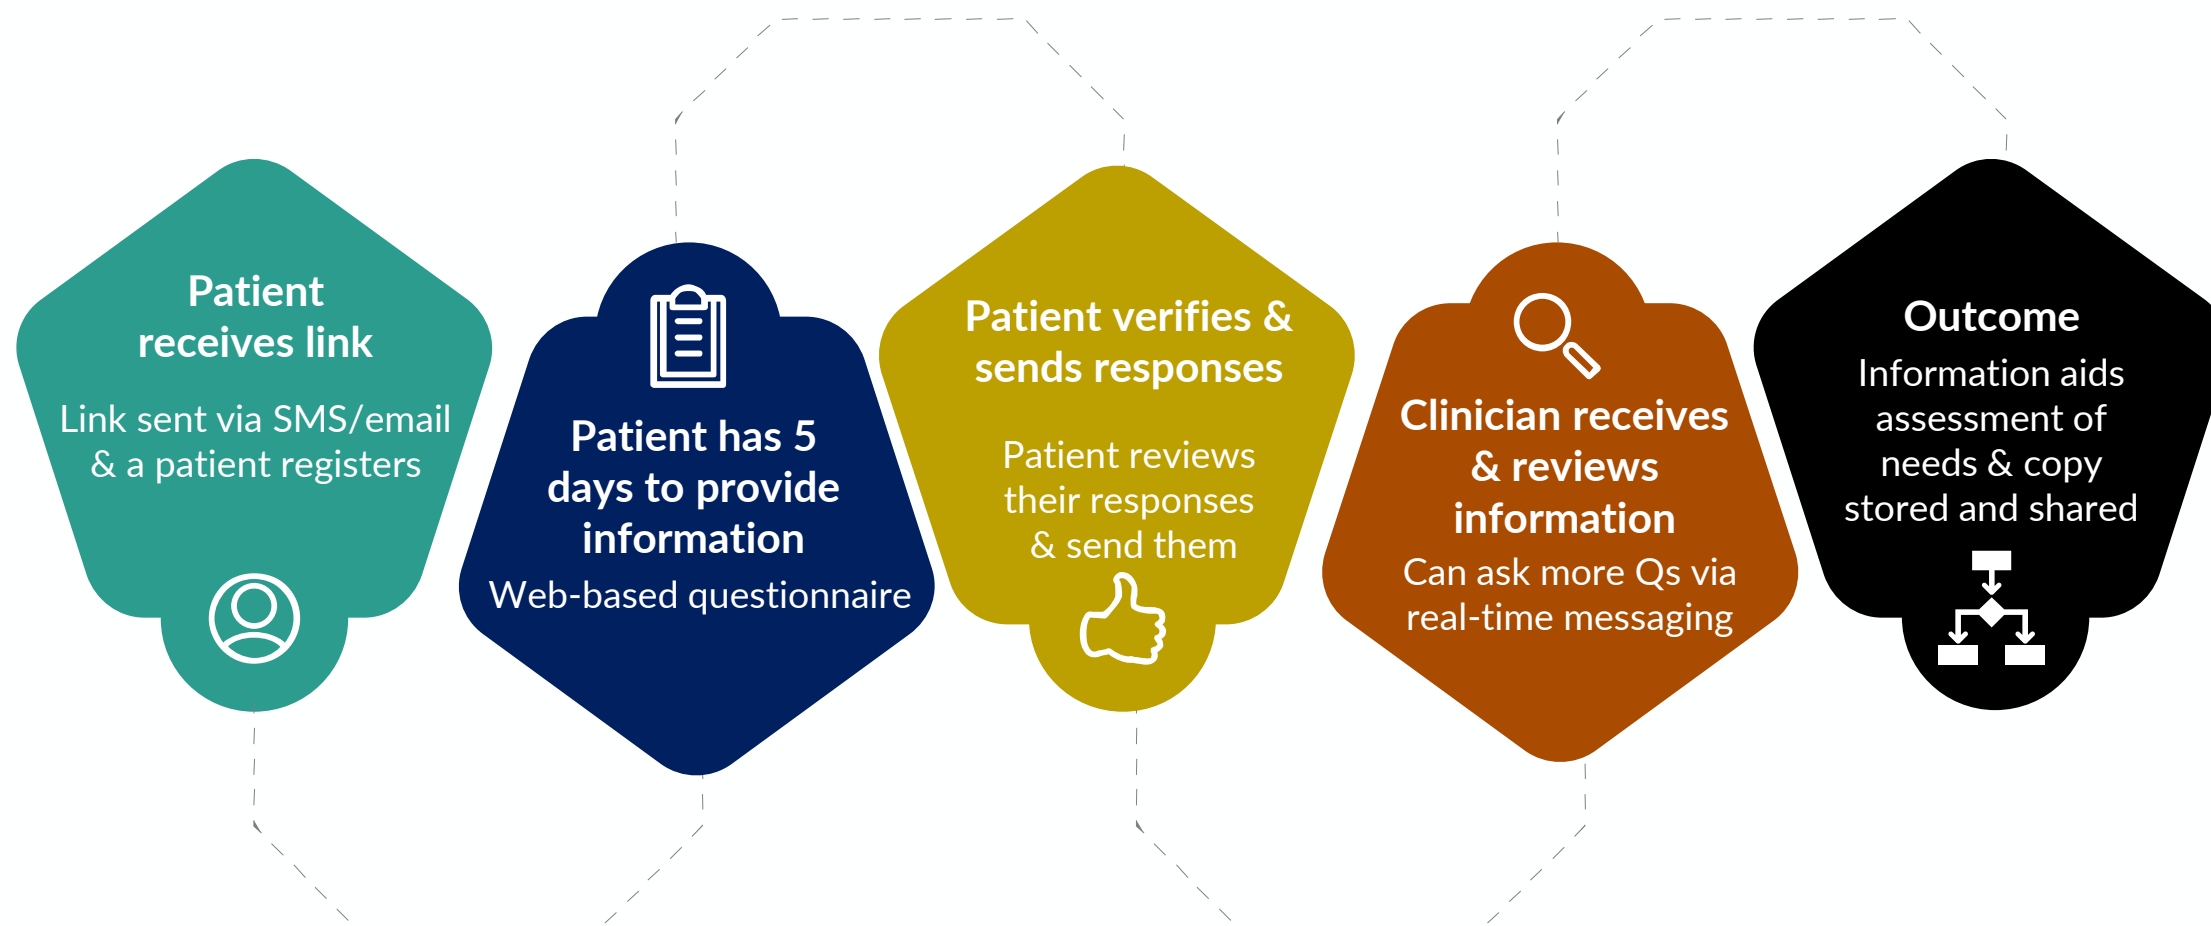 Patient
receives link
Link sent via SMS/email
& a patient registers
Patient has 5
days to provide
information
Web-based questionnaire
Patient verifies &
sends responses
Patient reviews
their responses
& send them
Clinician receives
& reviews
information
Can ask more Qs via
real-time messaging
Outcome
Information aids
assessment of
needs & copy
stored and shared